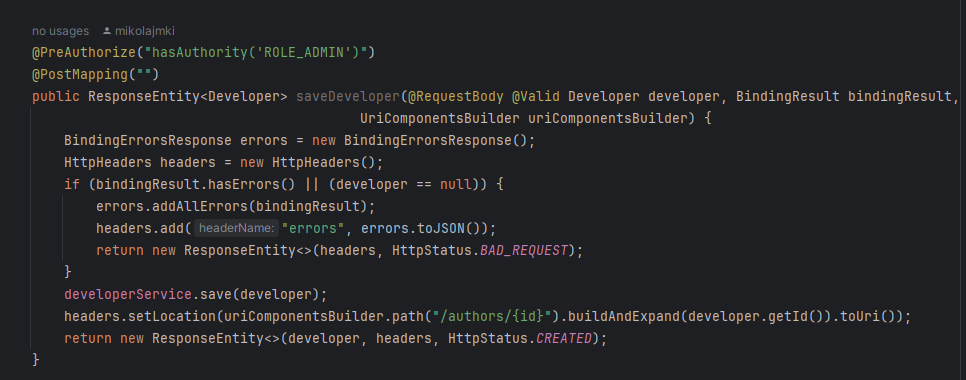 no usages mikolajmki
@PreAuthorize("hasAuthority('ROLE_ADMIN')")
@PostMapping("")
public ResponseEntity<Developer> saveDeveloper(@RequestBody @Valid Developer developer, BindingResult bindingResult,
UriComponentsBuilder uriComponentsBuilder) {
BindingErrorsResponse errors = new BindingErrorsResponse();
HttpHeaders headers = new HttpHeaders();
if (bindingResult.hasErrors() || (developer == null)) {
errors.addAllErrors(bindingResult);
headers.add( headerName: "errors", errors.toJSON());
return new ResponseEntity<>(headers, HttpStatus.BAD_REQUEST);
}
developerService.save(developer);
headers.setLocation(uriComponentsBuilder.path("/authors/{id}").buildAndExpand(developer.getId()).toUri());
return new ResponseEntity<>(developer, headers, HttpStatus.CREATED);
}